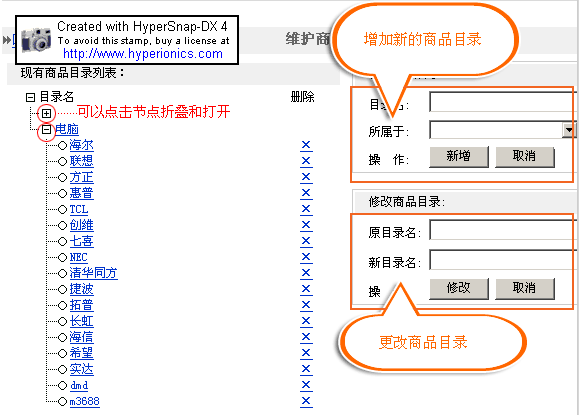 Created with HyperSnap-DX 4
To avoid this stamp, buy a license at
http://www.hyperionics.com
维护商
增加新的商品目录
现有商品目录列表：
目录名 删除
可以点击节点折叠和打开
电脑
海尔 ×
联想 ×
方正 ×
惠普 ×
TCL ×
创维 ×
七喜 ×
NEC ×
清华同方 ×
捷波 ×
拓普 ×
长虹 ×
海信 ×
希望 ×
实达 ×
dmd ×
m3688 ×
所属于:
操 作: 新增 取消
修改商品目录:
原目录名:
新目录名:
操 修改 取消
更改商品目录